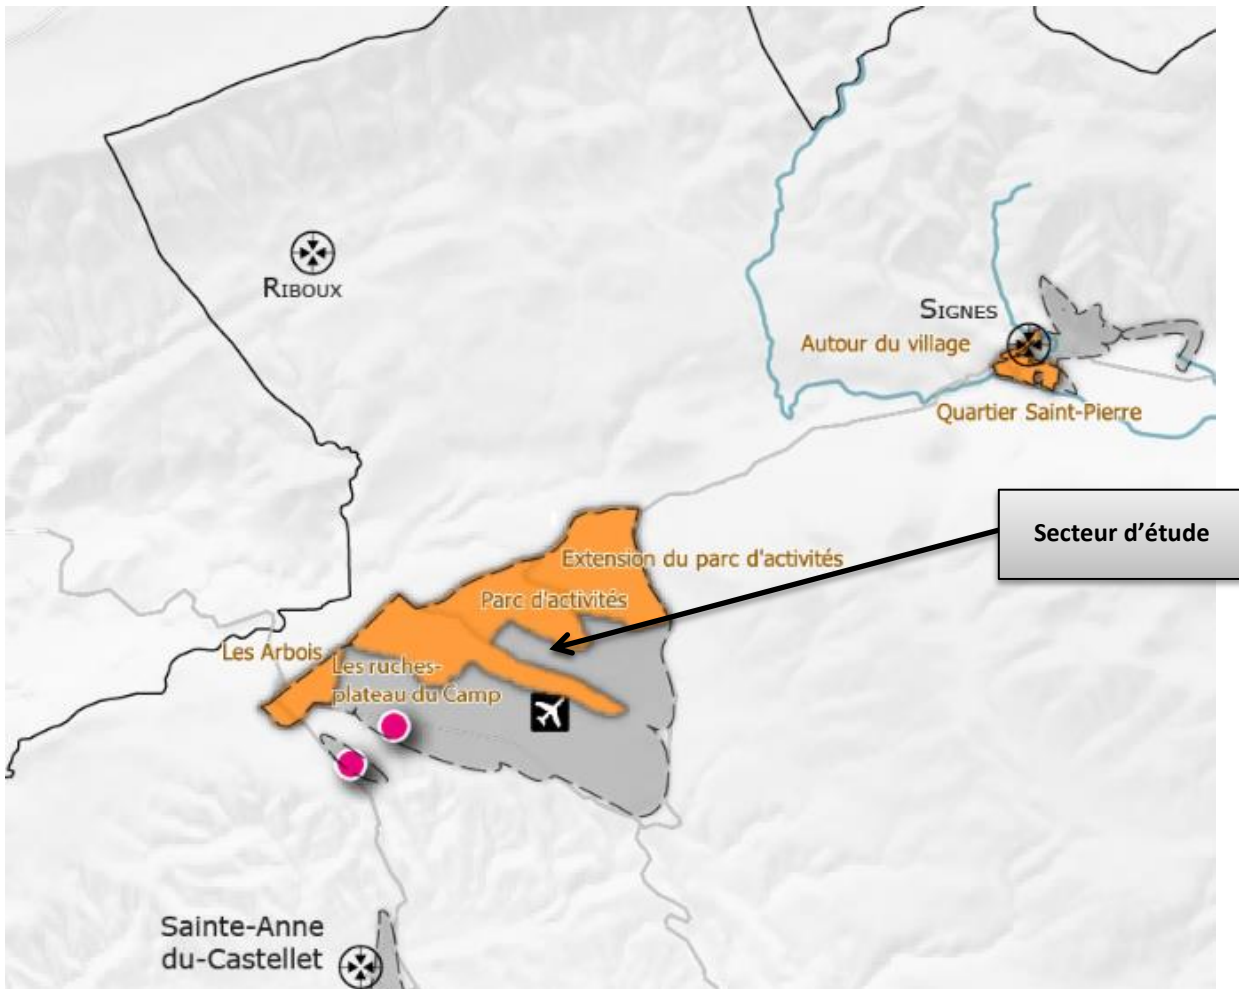 RIBOUX
SIGNES
Autour du village
Quartier Saint-Pierre
Secteur d'étude
Extension du parc d'activités
Parc d'activités
Les Arbois
Les ruches-
plateau du Camp
Sainte-Anne
du-Castellet